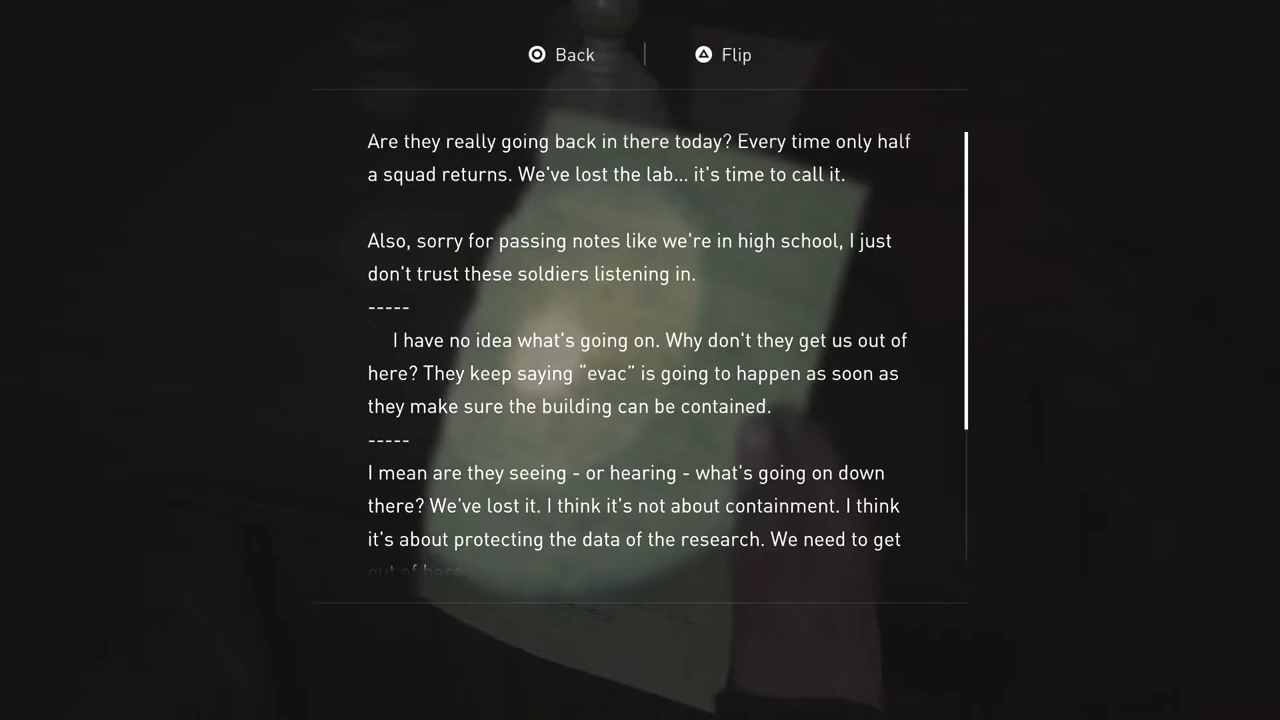 Back
Flip
Are they really going back in there today? Every time only half
a squad returns. We've lost the lab... it's time to call it.
Also, sorry for passing notes like we're in high school, I just
don't trust these soldiers listening in.
-----
I have no idea what's going on. Why don't they get us out of
here? They keep saying “evac” is going to happen as soon as
they make sure the building can be contained.
-----
I mean are they seeing - or hearing - what's going on down
there? We've lost it. I think it's not about containment. I think
it's about protecting the data of the research. We need to get
out of here